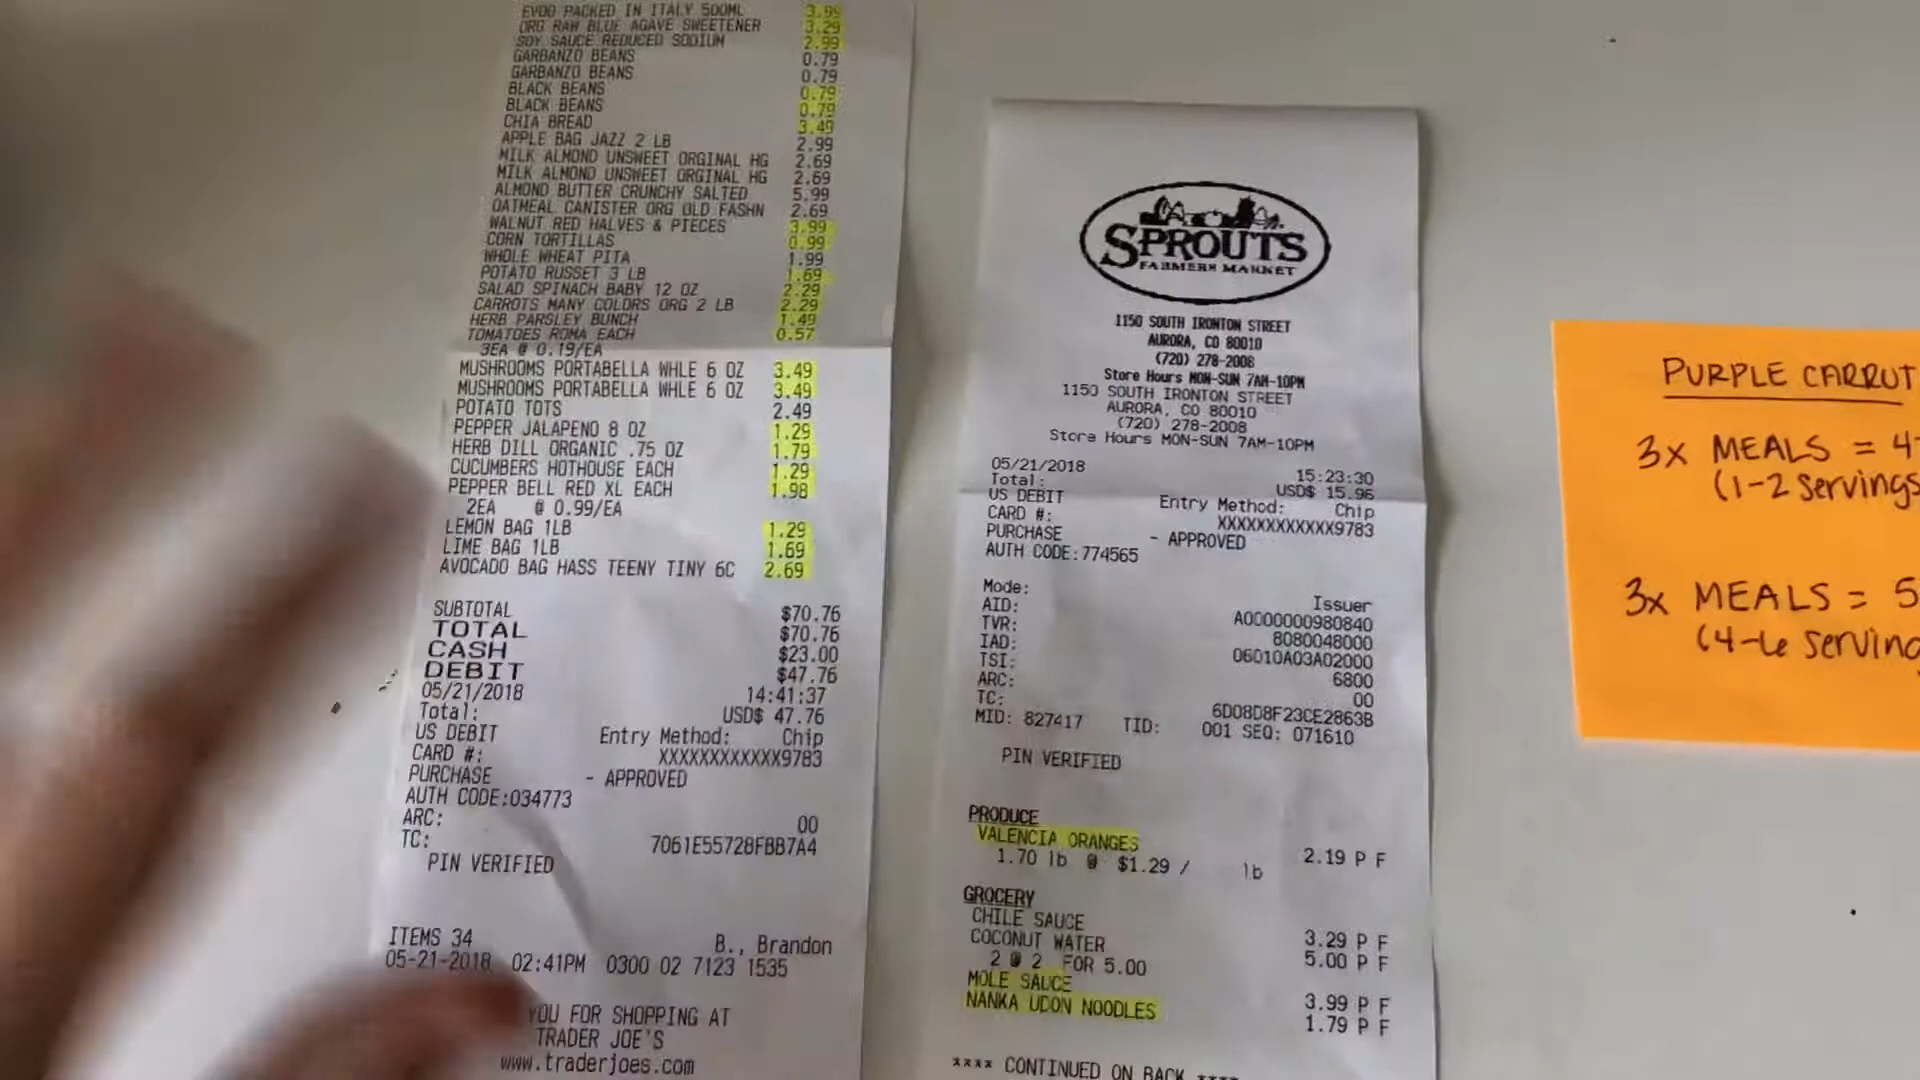 EVOO PACKED IN ITALY 500ML 3.99
ORG RAW BLUE AGAVE SWEETENER 3.29
SOY SAUCE REDUCED SODIUM 2.99
GARBANZO BEANS 0.79
GARBANZO BEANS 0.79
BLACK BEANS 0.79
BLACK BEANS 0.79
CHIA BREAD 3.49
APPLE BAG JAZZ 2 LB 2.99
MILK ALMOND UNSWEET ORGINAL HG 2.69
MILK ALMOND UNSWEET ORGINAL HG 2.69
ALMOND BUTTER CRUNCHY SALTED 5.99
OATMEAL CANISTER ORG OLD FASHN 2.69
WALNUT RED HALVES & PIECES 3.99
CORN TORTILLAS 0.99
WHOLE WHEAT PITA 1.99
POTATO RUSSET 3 LB 1.69
SALAD SPINACH BABY 12 OZ 2.29
CARROTS MANY COLORS ORG 2 LB 2.29
HERB PARSLEY BUNCH 1.49
TOMATOES ROMA EACH 0.57
3EA @ 0.19/EA
MUSHROOMS PORTABELLA WHLE 6 OZ 3.49
MUSHROOMS PORTABELLA WHLE 6 OZ 3.49
POTATO TOTS 2.49
PEPPER JALAPENO 8 OZ 1.29
HERB DILL ORGANIC .75 OZ 1.79
CUCUMBERS HOTHOUSE EACH 1.29
PEPPER BELL RED XL EACH 1.98
2EA @ 0.99/EA
LEMON BAG 1LB 1.29
LIME BAG 1LB 1.69
AVOCADO BAG HASS TEENY TINY 6C 2.69
SUBTOTAL $70.76
TOTAL $70.76
CASH $23.00
DEBIT $47.76
05/21/2018 14:41:37
Total: USD$ 47.76
US DEBIT Entry Method: Chip
CARD #: XXXXXXXXXXXX9783
PURCHASE - APPROVED
AUTH CODE:034773
ARC: 00
TC: 7061E55728FBB7A4
PIN VERIFIED
ITEMS 34 B., Brandon
05-21-2018 02:41PM 0300 02 7123 1535
YOU FOR SHOPPING AT
TRADER JOE'S
www.traderjoes.com
SPROUTS
FARMERS MARKET
1150 SOUTH IRONTON STREET
AURORA, CO 80010
(720) 278-2008
Store Hours MON-SUN 7AM-10PM
1150 SOUTH IRONTON STREET
AURORA, CO 80010
(720) 278-2008
Store Hours MON-SUN 7AM-10PM
05/21/2018 15:23:30
Total: USD$ 15.96
US DEBIT Entry Method: Chip
CARD #: XXXXXXXXXXXX9783
PURCHASE - APPROVED
AUTH CODE:774565
Mode: Issuer
AID: A0000000980840
TVR: 8080048000
IAD: 06010A03A02000
TSI: 6800
ARC: 00
TC: 6D08D8F23CE2863B
MID: 827417 TID: 001 SEQ: 071610
PIN VERIFIED
PRODUCE
VALENCIA ORANGES 2.19 P F
1.70 lb @ $1.29 / lb
GROCERY
CHILE SAUCE 3.29 P F
COCONUT WATER 5.00 P F
2 @ 2 FOR 5.00
MOLE SAUCE 3.99 P F
NANKA UDON NOODLES 1.79 P F
**** CONTINUED ON BACK ****
PURPLE CARROT
3x MEALS = 4
(1-2 servings
3x MEALS = 5
(4-6 serving